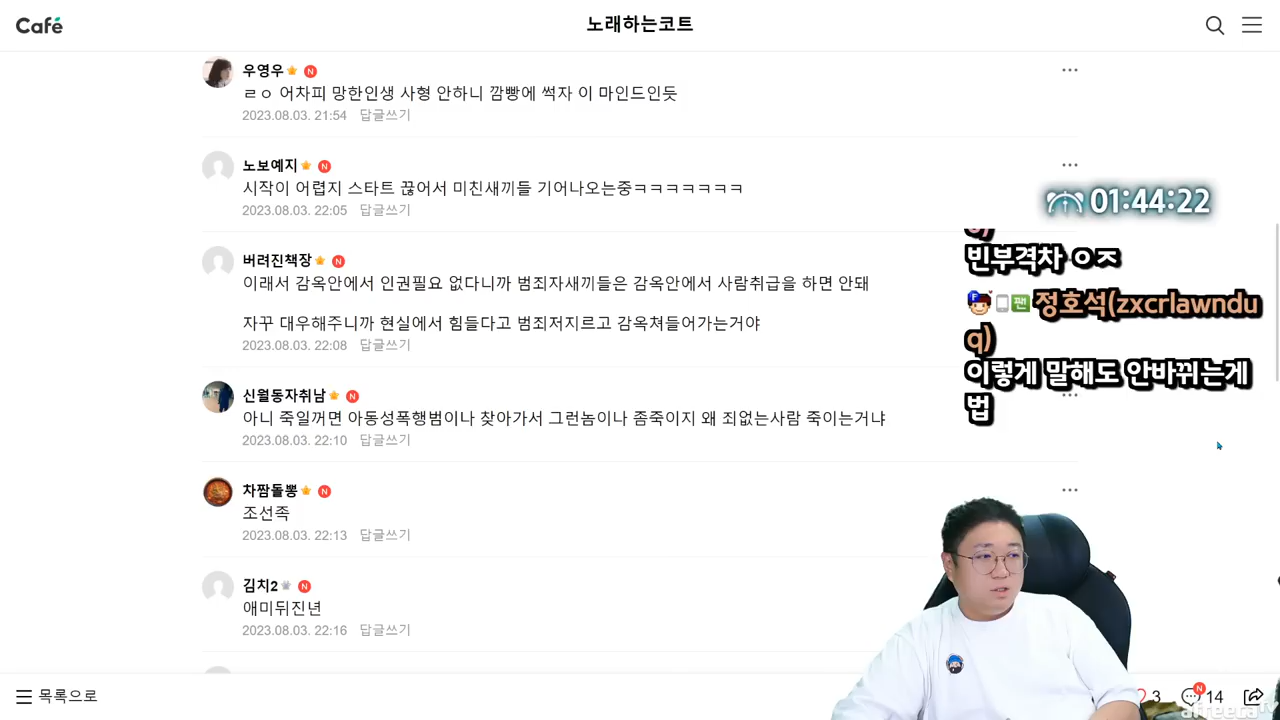 Café
노래하는코트
우영우
N
ㄹㅇ 어차피 망한인생 사형 안하니 깜빵에 썩자 이 마인드인듯
2023.08.03. 21:54 답글쓰기
노보예지
N
시작이 어렵지 스타트 끊어서 미친새끼들 기어나오는중ㅋㅋㅋㅋㅋㅋㅋ
2023.08.03. 22:05 답글쓰기
01:44:22
버려진책장
N
이래서 감옥안에서 인권필요 없다니까 범죄자새끼들은 감옥안에서 사람취급을 하면 안돼
자꾸 대우해주니까 현실에서 힘들다고 범죄저지르고 감옥쳐들어가는거야
2023.08.03. 22:08 답글쓰기
빈부격차 ㅇㅈ
F
팬 정호석(zxcrlawndu
q)
이렇게 말해도 안바뀌는게
법
신월동자취남
N
아니 죽일꺼면 아동성폭행범이나 찾아가서 그런놈이나 좀죽이지 왜 죄없는사람 죽이는거냐
2023.08.03. 22:10 답글쓰기
차짬돌뽕
N
조선족
2023.08.03. 22:13 답글쓰기
김치2
N
애미뒤진년
2023.08.03. 22:16 답글쓰기
목록으로
3
N
14
afreecaTV